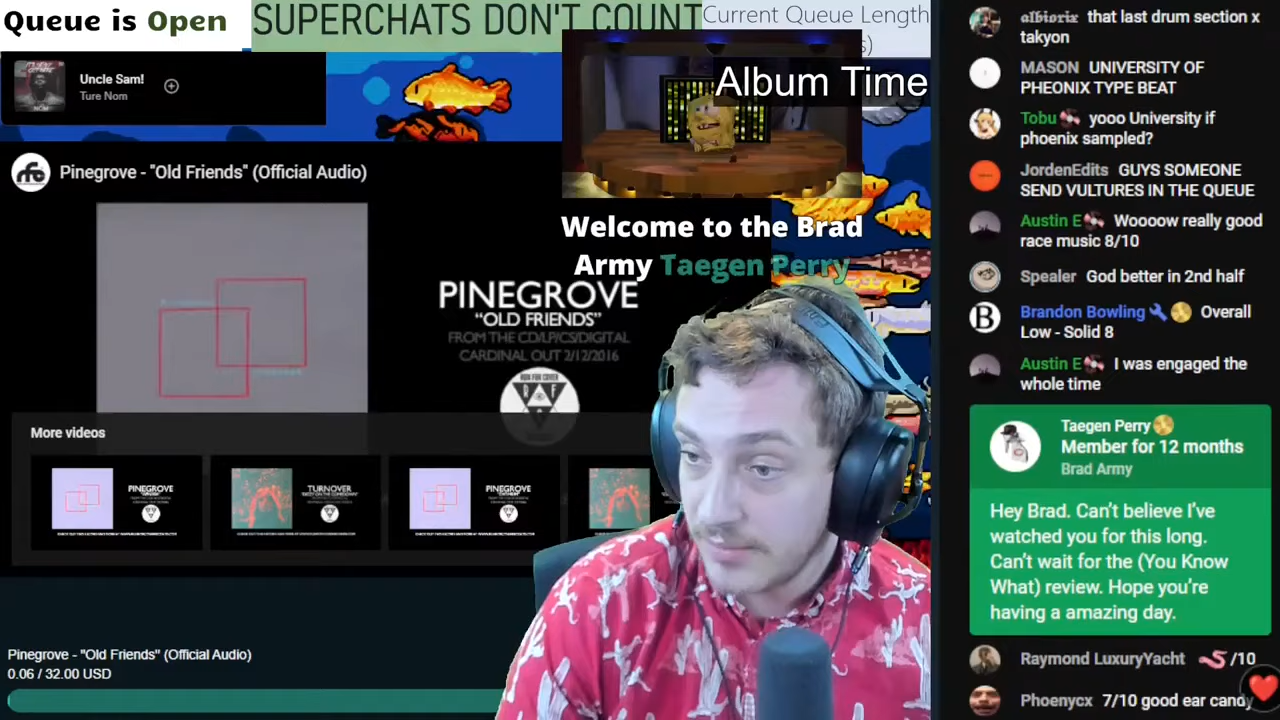 Queue is Open
SUPERCHATS DON'T COUNT
Current Queue Length
s)
Uncle Sam!
Ture Nom
Album Time
Pinegrove - "Old Friends" (Official Audio)
Welcome to the Brad
Army Taegen Perry
PINEGROVE
"OLD FRIENDS"
FROM THE CD/LP/CS/DIGITAL
CARDINAL OUT 2/12/2016
RUN FOR COVER
More videos
PINEGROVE
TURNOVER
PINEGROVE
Pinegrove - "Old Friends" (Official Audio)
0.06 / 32.00 USD
albiorix that last drum section x
takyon
MASON UNIVERSITY OF
PHEONIX TYPE BEAT
Tobu yooo University if
phoenix sampled?
JordenEdits GUYS SOMEONE
SEND VULTURES IN THE QUEUE
Austin E Woooow really good
race music 8/10
Spealer God better in 2nd half
Brandon Bowling Overall
Low - Solid 8
Austin E I was engaged the
whole time
Taegen Perry
Member for 12 months
Brad Army
Hey Brad. Can't believe I've
watched you for this long.
Can't wait for the (You Know
What) review. Hope you're
having a amazing day.
Raymond LuxuryYacht /10
Phoenycx 7/10 good ear candy